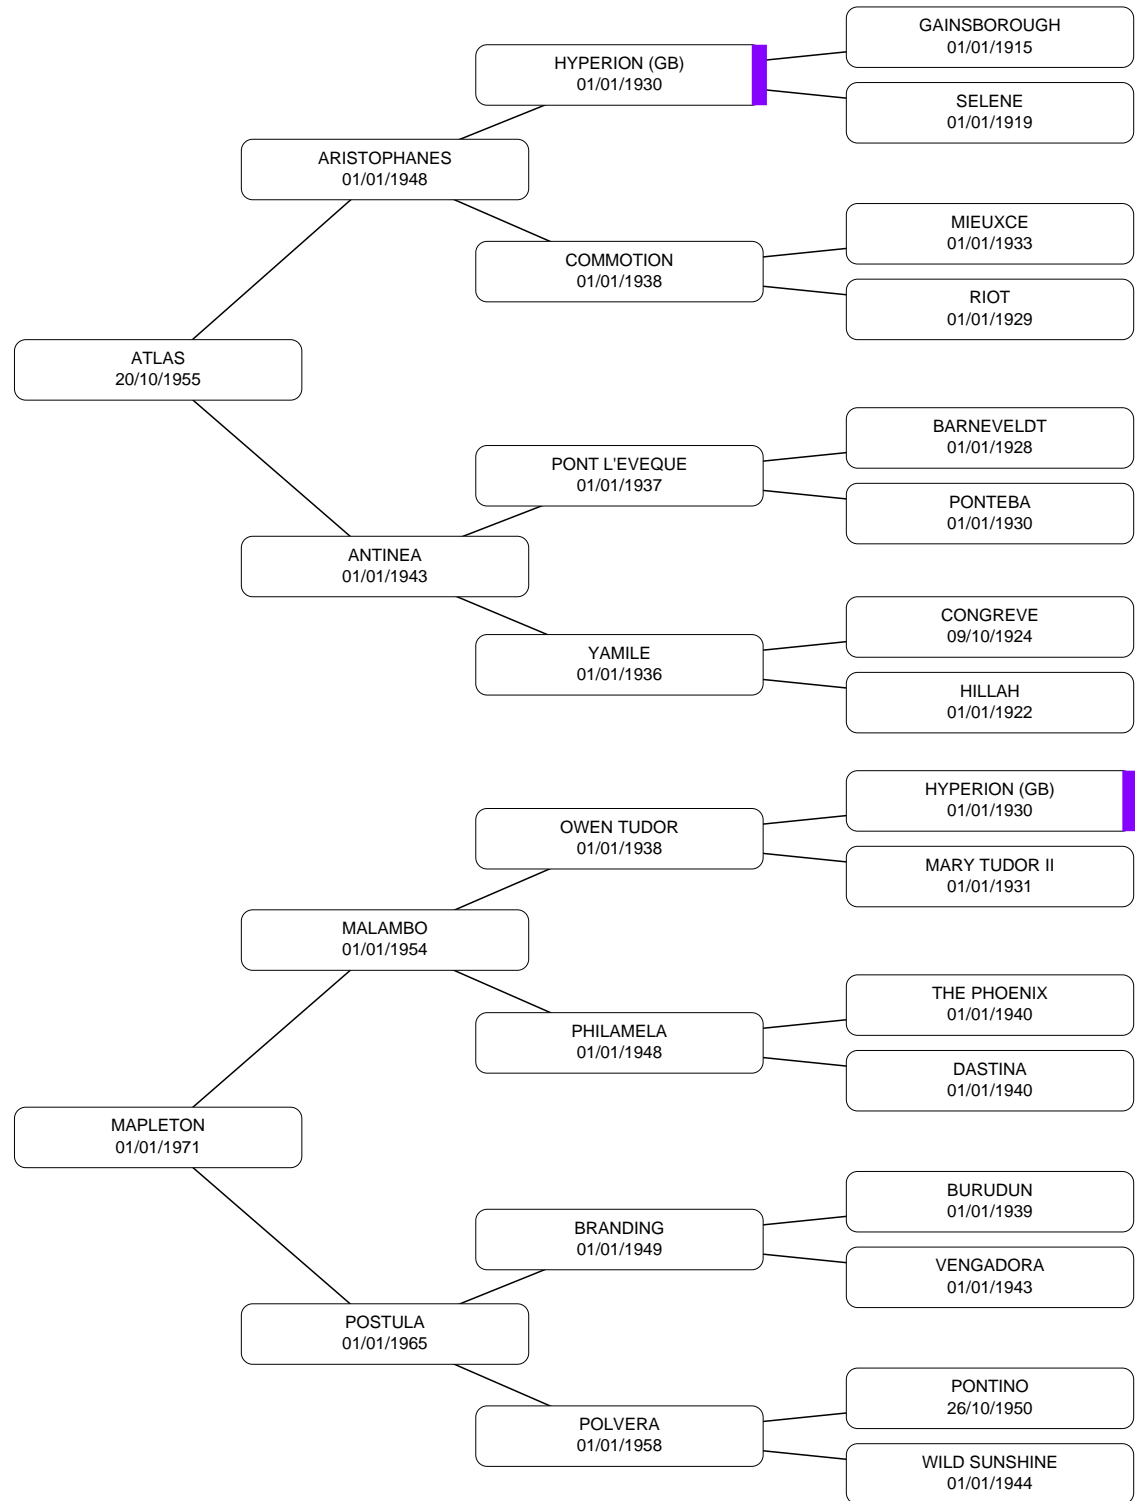 GAINSBOROUGH
01/01/1915
HYPERION (GB)
01/01/1930
SELENE
01/01/1919
ARISTOPHANES
01/01/1948
MIEUXCE
01/01/1933
COMMOTION
01/01/1938
RIOT
01/01/1929
ATLAS
20/10/1955
BARNEVELDT
01/01/1928
PONT L'EVEQUE
01/01/1937
PONTEBA
01/01/1930
ANTINEA
01/01/1943
CONGREVE
09/10/1924
YAMILE
01/01/1936
HILLAH
01/01/1922
HYPERION (GB)
01/01/1930
OWEN TUDOR
01/01/1938
MARY TUDOR II
01/01/1931
MALAMBO
01/01/1954
THE PHOENIX
01/01/1940
PHILAMELA
01/01/1948
DASTINA
01/01/1940
MAPLETON
01/01/1971
BURUDUN
01/01/1939
BRANDING
01/01/1949
VENGADORA
01/01/1943
POSTULA
01/01/1965
PONTINO
26/10/1950
POLVERA
01/01/1958
WILD SUNSHINE
01/01/1944